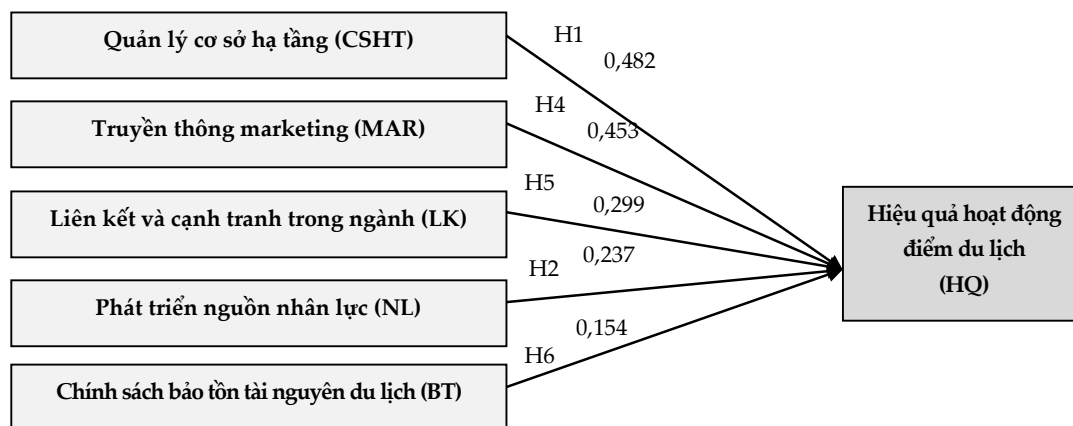 Quản lý cơ sở hạ tầng (CSHT)
H1
0,482
Truyền thông marketing (MAR)
H4
0,453
Liên kết và cạnh tranh trong ngành (LK)
H5
0,299
Phát triển nguồn nhân lực (NL)
H2
0,237
Chính sách bảo tồn tài nguyên du lịch (BT)
H6
0,154
Hiệu quả hoạt động
điểm du lịch
(HQ)